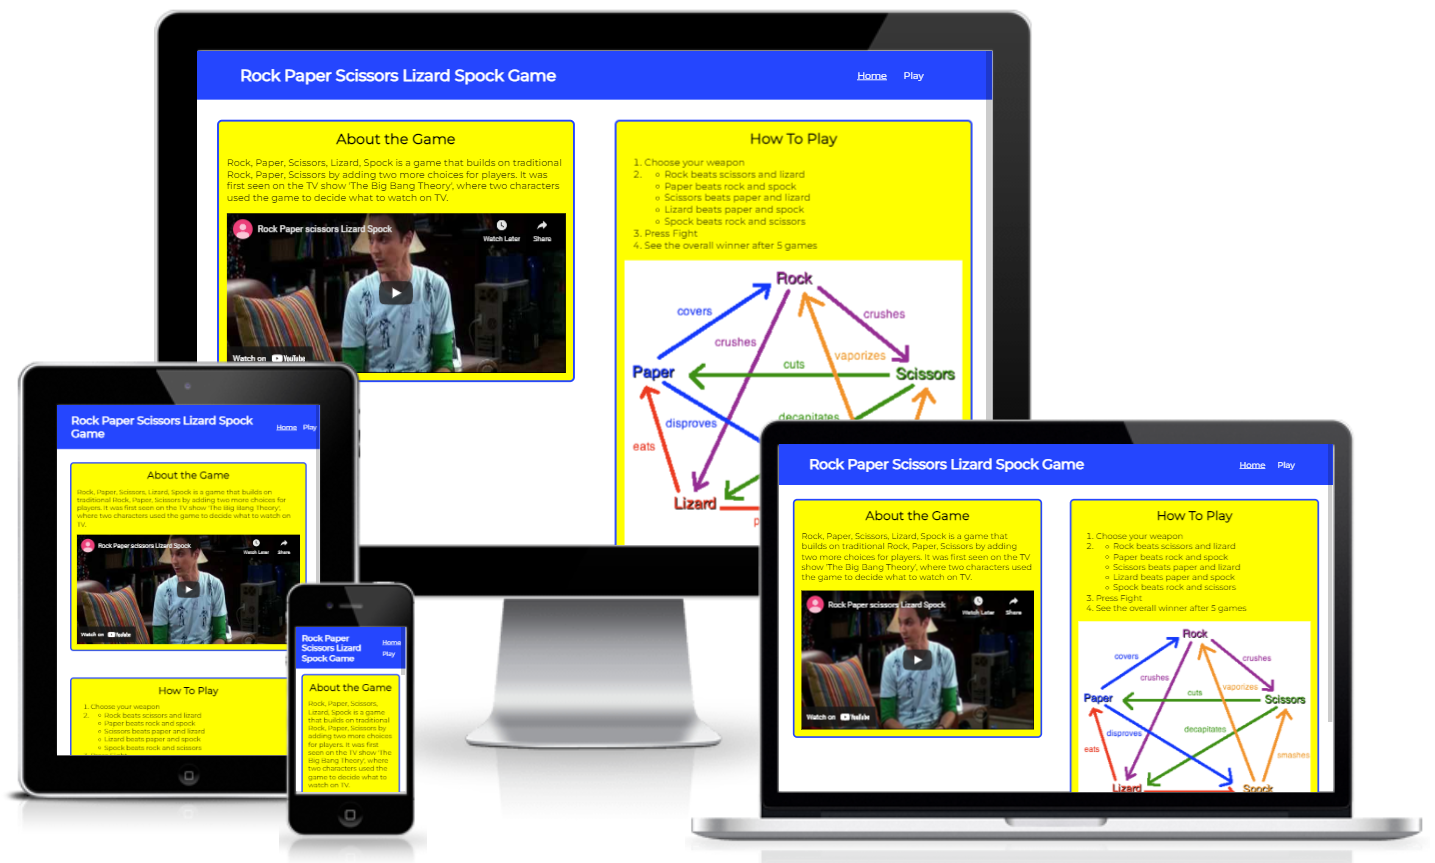 Rock Paper Scissors Lizard Spock Game
Home Play
About the Game
Rock, Paper, Scissors, Lizard, Spock is a game that builds on traditional
Rock, Paper, Scissors by adding two more choices for players. It was
first seen on the TV show 'The Big Bang Theory', where two characters
used the game to decide what to watch on TV.
Rock Paper scissors Lizard Spock
Watch Later Share
Watch on YouTube
How To Play
1. Choose your weapon
2. ◦ Rock beats scissors and lizard
◦ Paper beats rock and spock
◦ Scissors beats paper and lizard
◦ Lizard beats paper and spock
◦ Spock beats rock and scissors
3. Press Fight
4. See the overall winner after 5 games
Rock
covers
crushes
crushes
vaporizes
cuts
Paper
Scissors
decapitates
disproves
eats
Lizard
Rock Paper Scissors Lizard Spock
Game
Home Play
About the Game
Rock, Paper, Scissors, Lizard, Spock is a game that builds on
traditional Rock, Paper, Scissors by adding two more choices for
players. It was first seen on the TV show 'The Big Bang Theory',
where two characters used the game to decide what to watch on
TV.
Rock Paper scissors Lizard Spock
Watch Later Share
Watch on YouTube
How To Play
1. Choose your weapon
2. ◦ Rock beats scissors and lizard
◦ Paper beats rock and spock
◦ Scissors beats paper and lizard
◦ Lizard beats paper and spock
◦ Spock beats rock and scissors
Rock Paper
Scissors Lizard
Spock Game
Home
Play
About the Game
Rock, Paper, Scissors,
Lizard, Spock is a game
that builds on traditional
Rock, Paper, Scissors by
adding two more choices
for players. It was first
seen on the TV show 'The
Big Bang Theory', where
two characters used the
game to decide what to
watch on TV.
Rock Paper Scissors Lizard Spock Game
Home Play
About the Game
Rock, Paper, Scissors, Lizard, Spock is a game that
builds on traditional Rock, Paper, Scissors by adding
two more choices for players. It was first seen on the TV
show 'The Big Bang Theory', where two characters used
the game to decide what to watch on TV.
Rock Paper scissors Lizard Spock
Watch Later Share
Watch on YouTube
How To Play
1. Choose your weapon
2. ◦ Rock beats scissors and lizard
◦ Paper beats rock and spock
◦ Scissors beats paper and lizard
◦ Lizard beats paper and spock
◦ Spock beats rock and scissors
3. Press Fight
4. See the overall winner after 5 games
Rock
covers
crushes
crushes
vaporizes
cuts
Paper
Scissors
decapitates
disproves
eats
smashes
Lizard
Spock